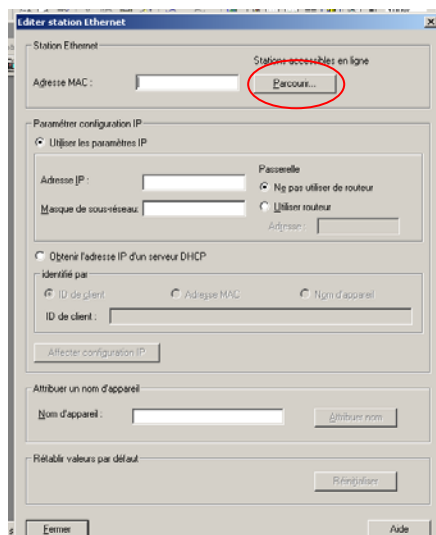 Editer station Ethernet
Station Ethernet
Stations accessibles en ligne
Adresse MAC :
Parcourir...
Paramétrer configuration IP
Utiliser les paramètres IP
Adresse IP :
Masque de sous-réseau:
Passerelle
Ne pas utiliser de routeur
Utiliser routeur
Adresse :
Obtenir l'adresse IP d'un serveur DHCP
identifié par
ID de client
Adresse MAC
Nom d'appareil
ID de client :
Affecter configuration IP
Attribuer un nom d'appareil
Nom d'appareil :
Attribuer nom
Rétablir valeurs par défaut
Réinitialiser
Fermer
Aide